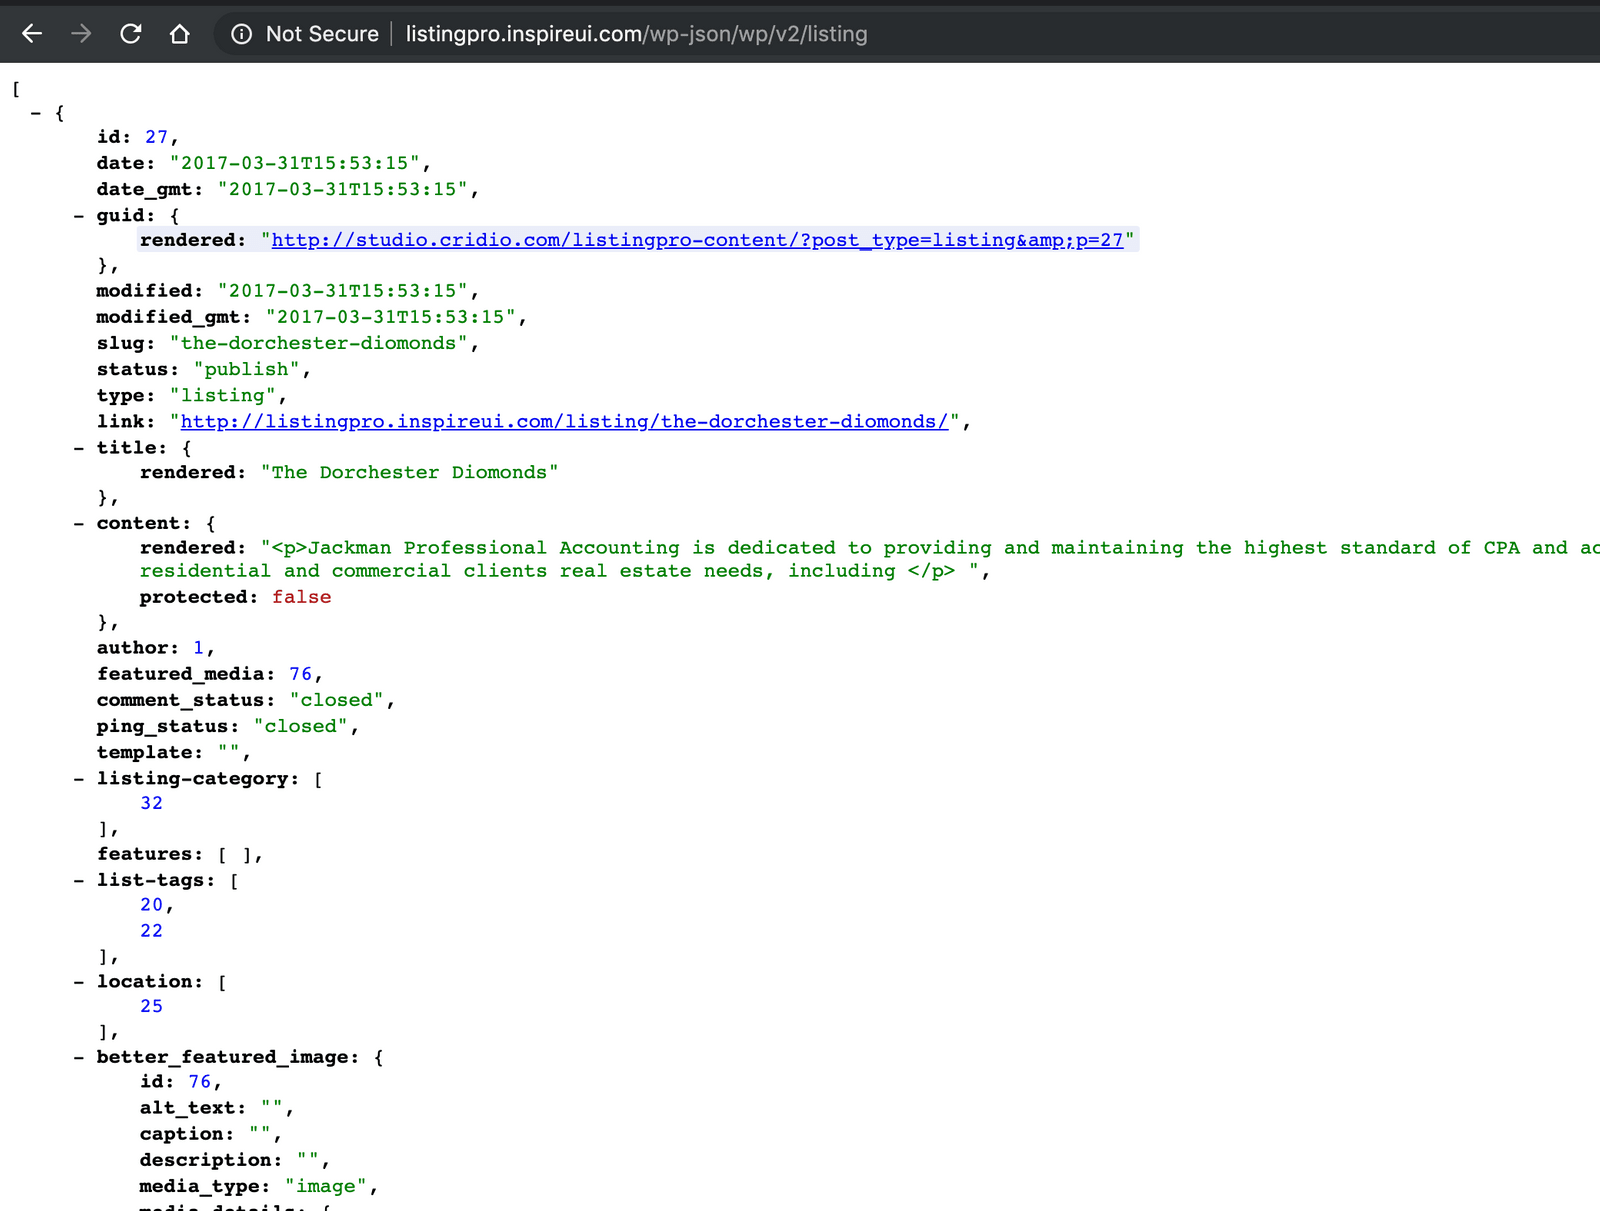 Not Secure | listingpro.inspireui.com/wp-json/wp/v2/listing
[
- {
id: 27,
date: "2017-03-31T15:53:15",
date_gmt: "2017-03-31T15:53:15",
- guid: {
rendered: "http://studio.cridio.com/listingpro-content/?post_type=listing&amp;p=27"
},
modified: "2017-03-31T15:53:15",
modified_gmt: "2017-03-31T15:53:15",
slug: "the-dorchester-diomonds",
status: "publish",
type: "listing",
link: "http://listingpro.inspireui.com/listing/the-dorchester-diomonds/",
- title: {
rendered: "The Dorchester Diomonds"
},
- content: {
rendered: "<p>Jackman Professional Accounting is dedicated to providing and maintaining the highest standard of CPA and
residential and commercial clients real estate needs, including </p> ",
protected: false
},
author: 1,
featured_media: 76,
comment_status: "closed",
ping_status: "closed",
template: "",
- listing-category: [
32
],
features: [ ],
- list-tags: [
20,
22
],
- location: [
25
],
- better_featured_image: {
id: 76,
alt_text: "",
caption: "",
description: "",
media_type: "image",
media_details: {